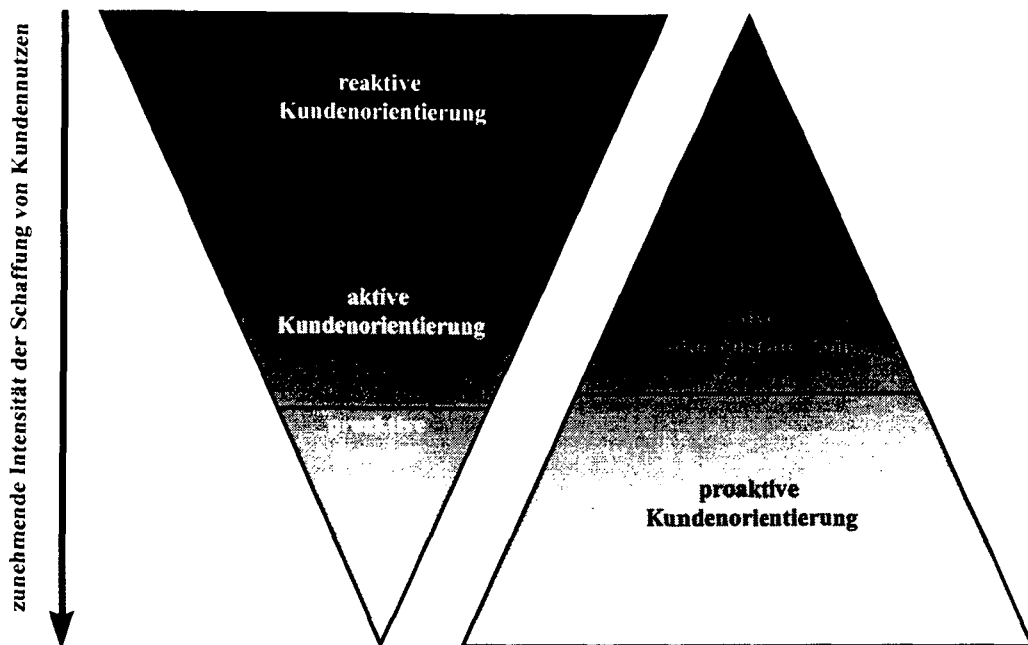 zunehmende Intensität der Schaffung von Kundennutzen
reaktive
Kundenorientierung
aktive
Kundenorientierung
proaktive
Kundenorientierung